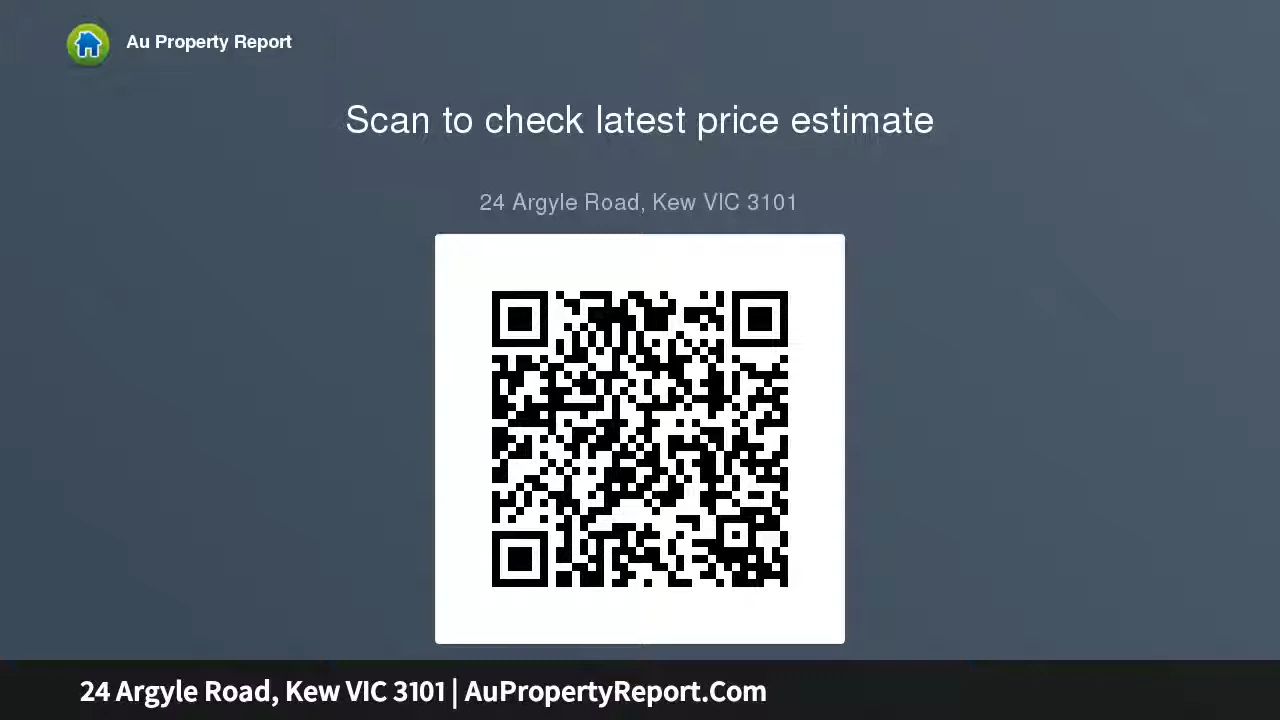 Au Property Report
Scan to check latest price estimate
24 Argyle Road, Kew VIC 3101
24 Argyle Road, Kew VIC 3101 | AuPropertyReport.Com